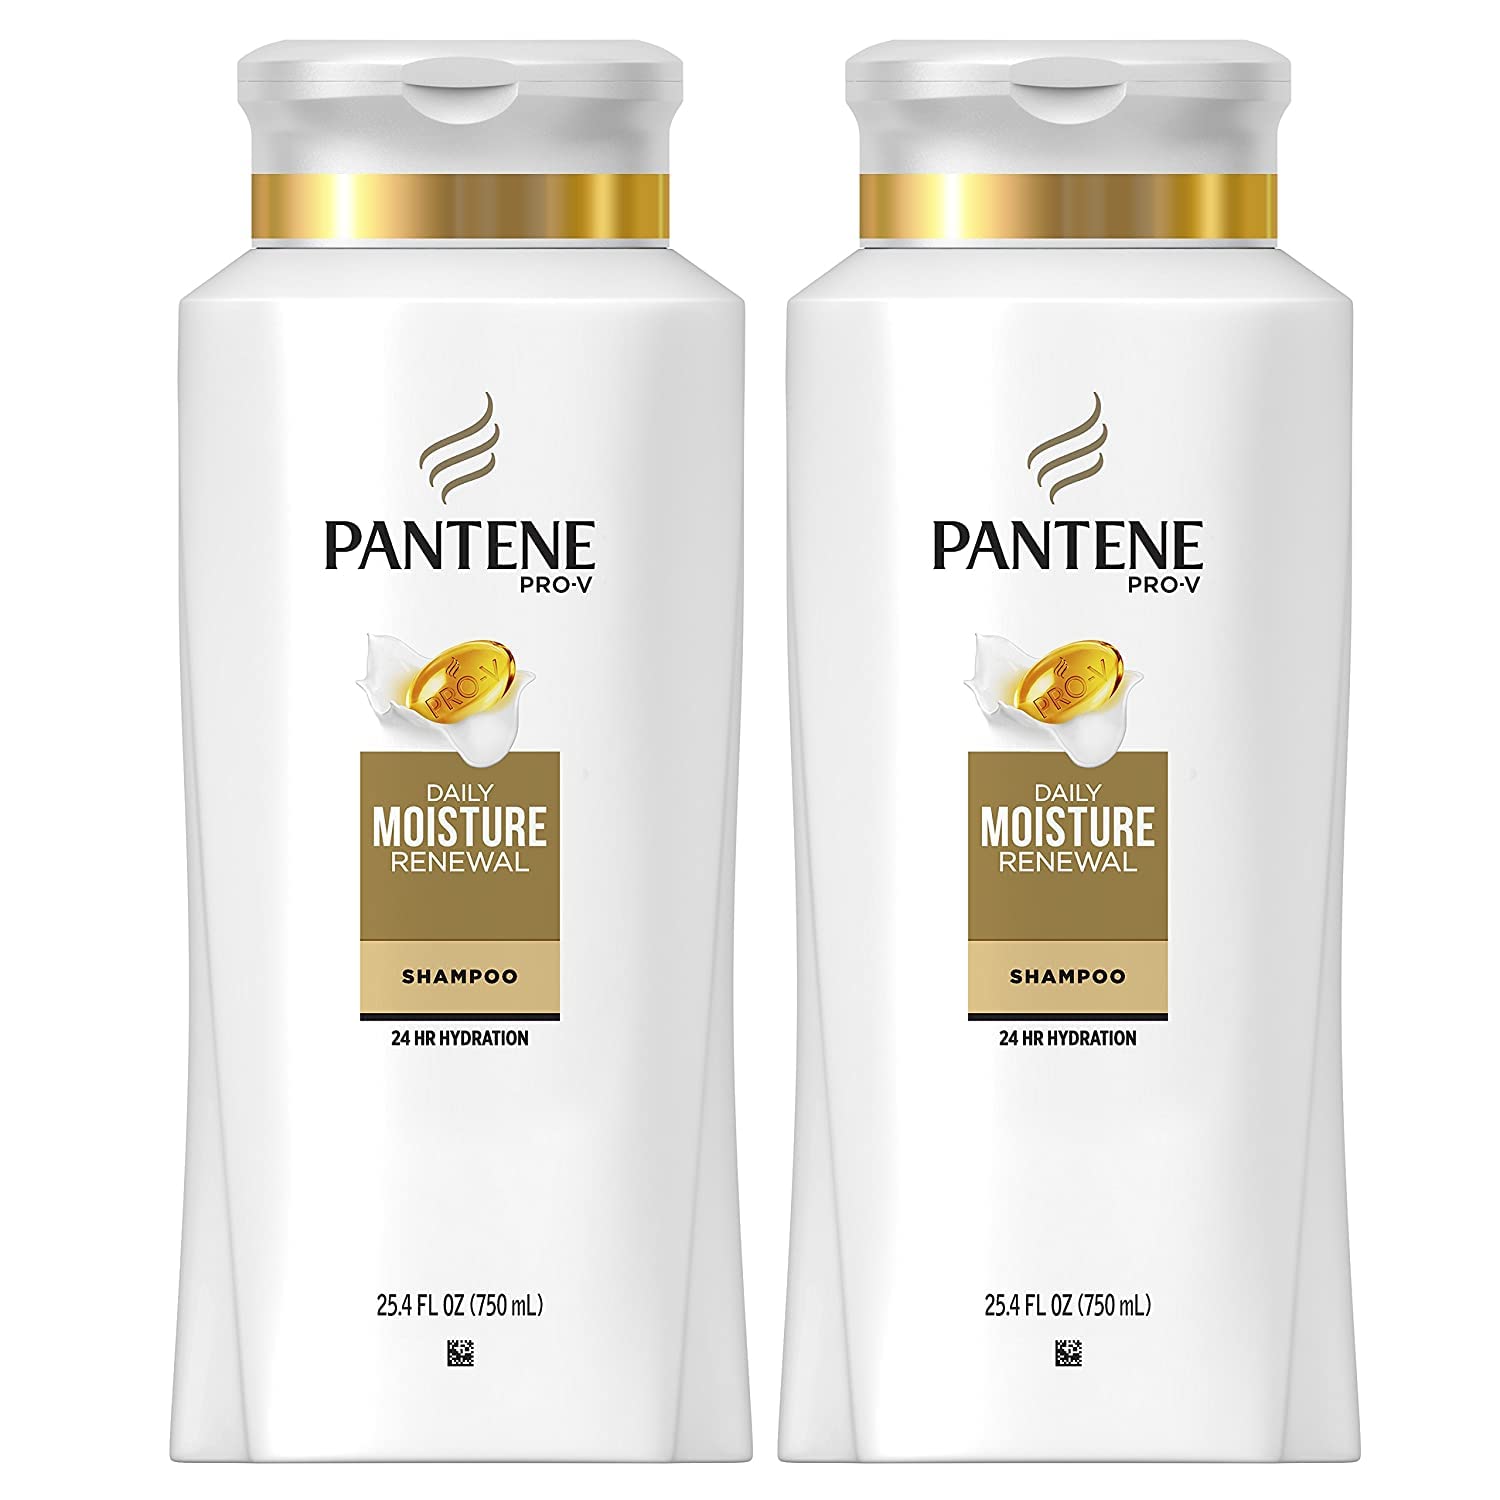 PANTENE
PRO-V
PRO-V
DAILY
MOISTURE
RENEWAL
SHAMPOO
24 HR HYDRATION
25.4 FL OZ (750 mL)
PANTENE
PRO-V
PRO-V
DAILY
MOISTURE
RENEWAL
SHAMPOO
24 HR HYDRATION
25.4 FL OZ (750 mL)